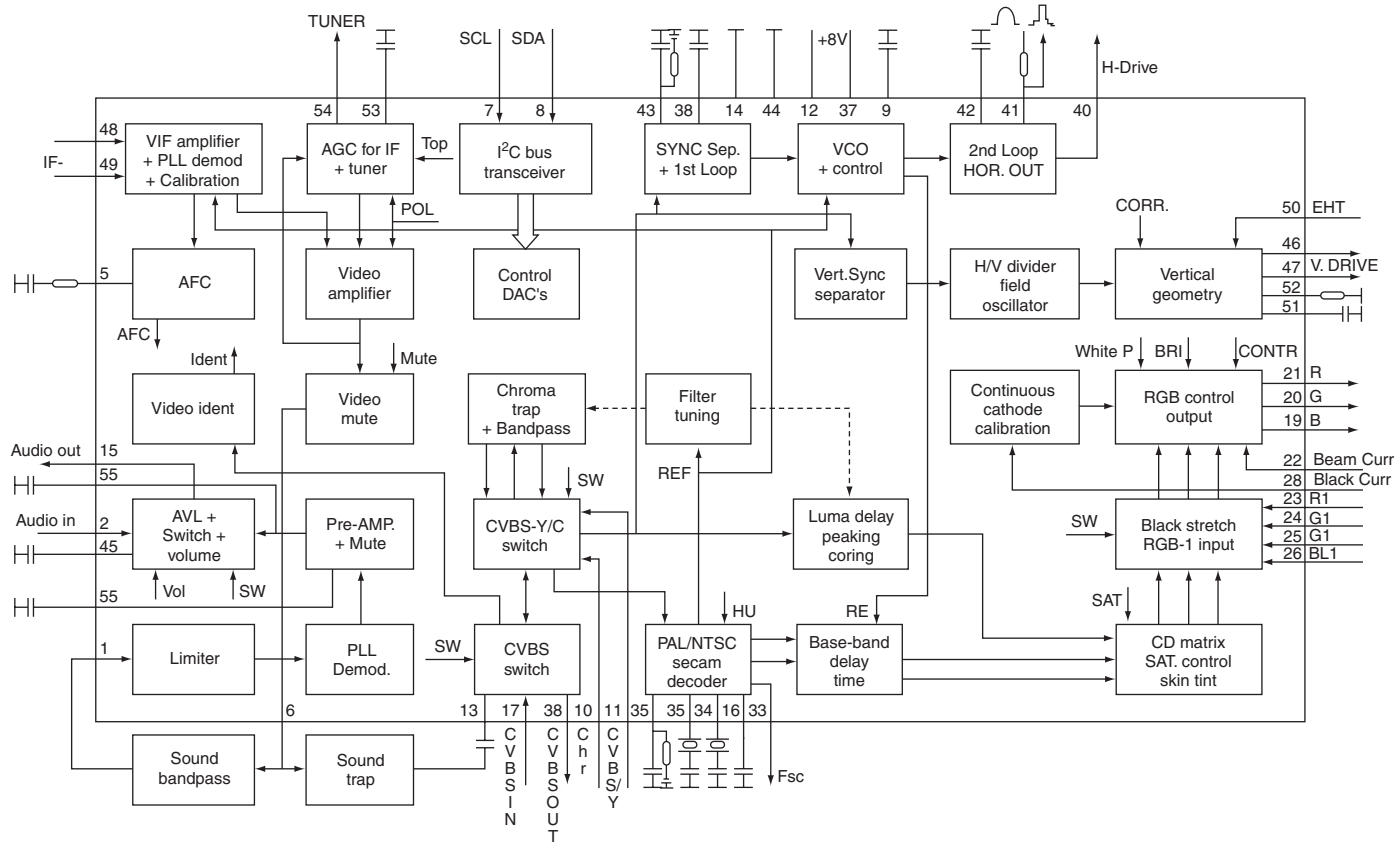 TUNER
SCL
SDA
+8V
H-Drive
54
53
7
8
43
38
14
44
12
37
9
42
41
40
48
IF-
49
VIF amplifier
+ PLL demod
+ Calibration
AGC for IF
+ tuner
Top
I²C bus
transceiver
SYNC Sep.
+ 1st Loop
VCO
+ control
2nd Loop
HOR. OUT
POL
CORR.
50 EHT
46
47 V. DRIVE
52
51
5
AFC
Video
amplifier
Control
DAC's
Vert.Sync
separator
H/V divider
field
oscillator
Vertical
geometry
AFC
Ident
Mute
White P
BRI
CONTR
Video ident
Video
mute
Chroma
trap
+ Bandpass
Filter
tuning
Continuous
cathode
calibration
RGB control
output
21 R
20 G
19 B
Audio out
15
55
REF
SW
22 Beam Curr
28 Black Curr
23 R1
24 G1
25 G1
26 BL1
Audio in
2
45
AVL +
Switch +
volume
Pre-AMP.
+ Mute
CVBS-Y/C
switch
Luma delay
peaking
coring
SW
Black stretch
RGB-1 input
Vol
SW
55
HU
RE
SAT
1
Limiter
PLL
Demod.
SW
CVBS
switch
PAL/NTSC
secam
decoder
Base-band
delay
time
CD matrix
SAT. control
skin tint
6
13
17
38
10
11
35
35
34
16
33
Sound
bandpass
Sound
trap
CVBSIN
CVBSOUT
Chr
CVBS/Y
Fsc